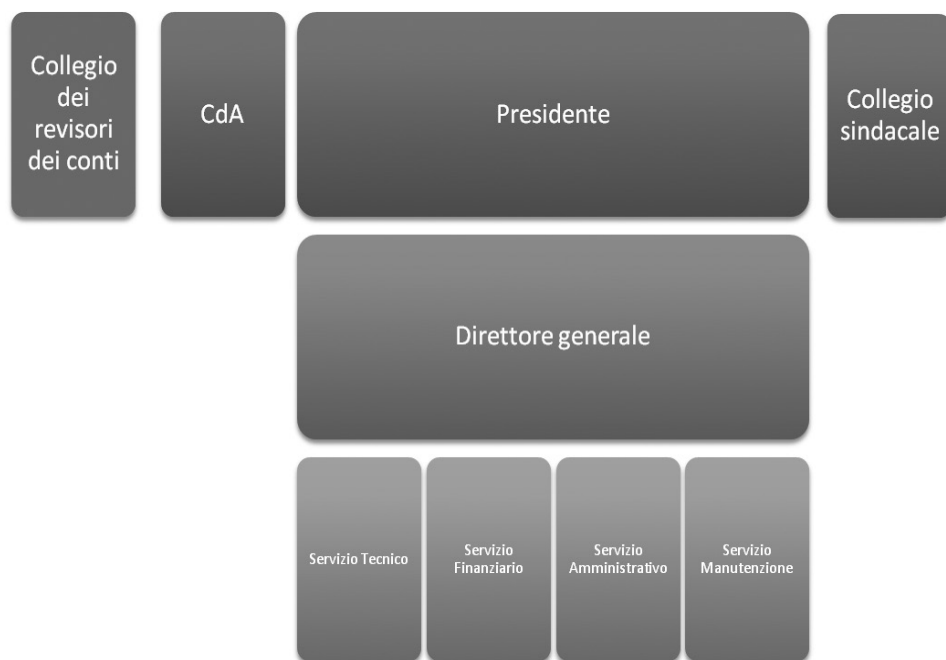 Collegio
dei
revisori
dei conti
CdA
Presidente
Collegio
sindacale
Direttore generale
Servizio Tecnico
Servizio
Finanziario
Servizio
Amministrativo
Servizio
Manutenzione